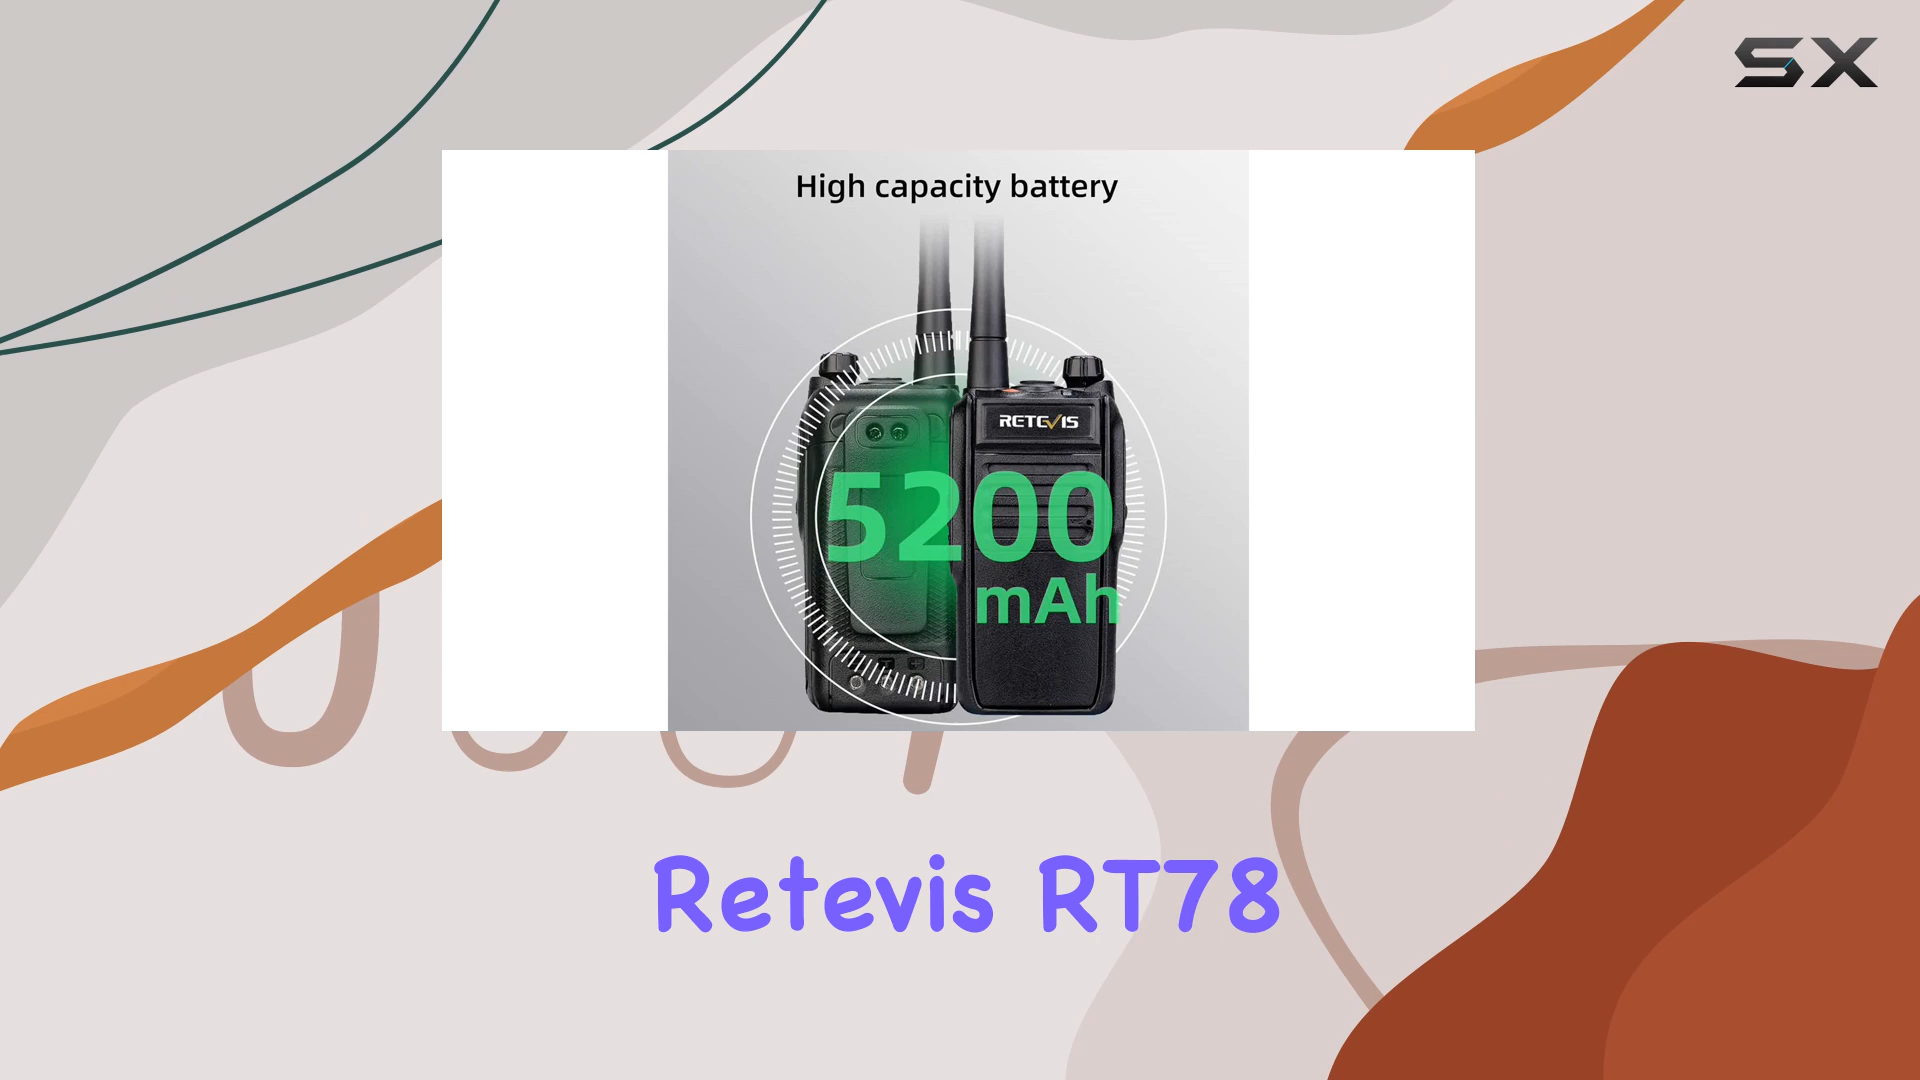 SX
High capacity battery
RETEVIS
5200
mAh
Retevis RT78